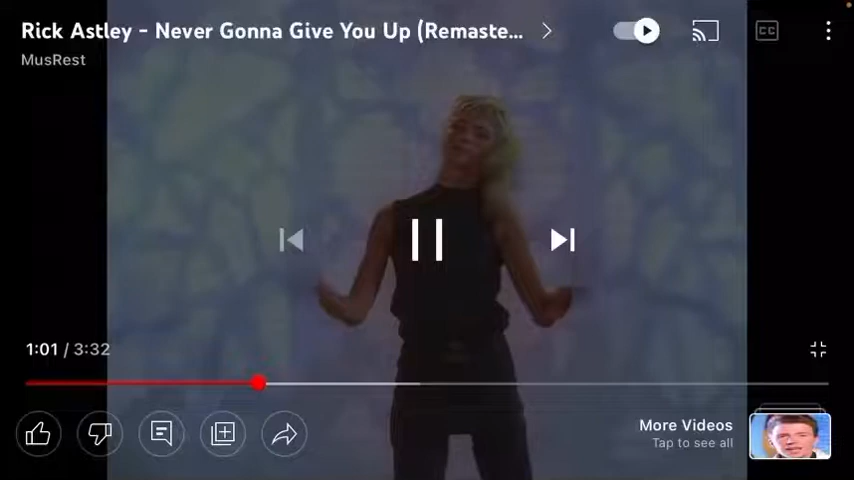 Rick Astley - Never Gonna Give You Up (Remaste...
CC
MusRest
1:01 / 3:32
More Videos
Tap to see all